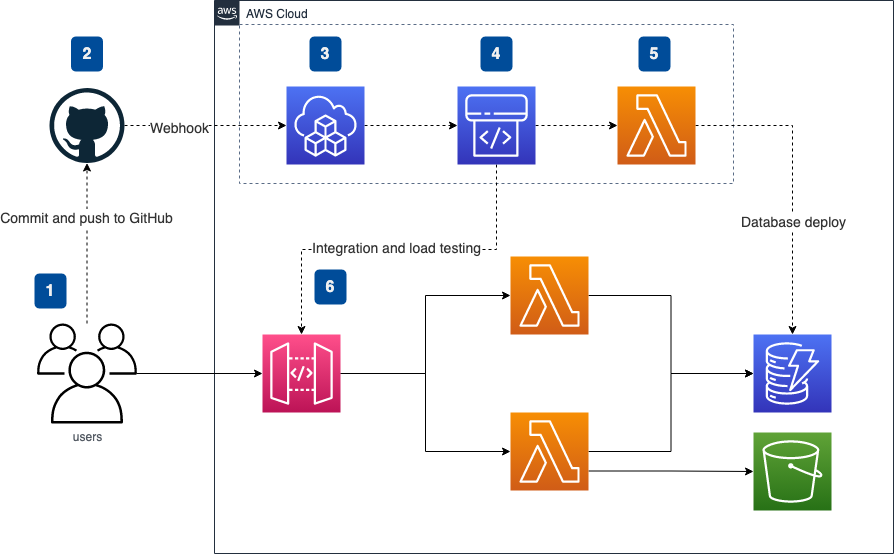 aws
AWS Cloud
2
3
4
5
Webhook
</>
Commit and push to GitHub
Database deploy
Integration and load testing
1
6
</>
users